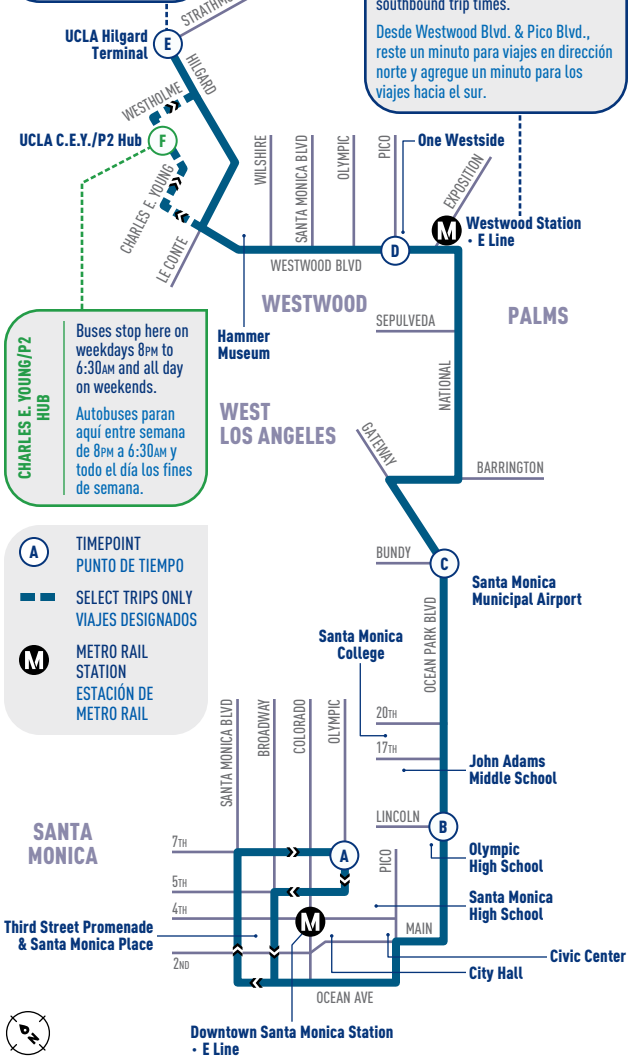 southbound trip times.
Desde Westwood Blvd. & Pico Blvd.,
reste un minuto para viajes en dirección
norte y agregue un minuto para los
viajes hacia el sur.
UCLA Hilgard
Terminal
E
HILGARD
WESTHOLME
UCLA C.E.Y./P2 Hub
F
CHARLES E. YOUNG
LE CONTE
WILSHIRE
SANTA MONICA BLVD
OLYMPIC
PICO
One Westside
EXPOSITION
M
Westwood Station
• E Line
D
WESTWOOD BLVD
WESTWOOD
PALMS
Hammer
Museum
SEPULVEDA
NATIONAL
CHARLES E. YOUNG/P2
HUB
Buses stop here on
weekdays 8PM to
6:30AM and all day
on weekends.
Autobuses paran
aquí entre semana
de 8PM a 6:30AM y
todo el día los fines
de semana.
WEST
LOS ANGELES
GATEWAY
BARRINGTON
A
TIMEPOINT
PUNTO DE TIEMPO
SELECT TRIPS ONLY
VIAJES DESIGNADOS
M
METRO RAIL
STATION
ESTACIÓN DE
METRO RAIL
BUNDY
C
Santa Monica
Municipal Airport
OCEAN PARK BLVD
Santa Monica
College
20TH
17TH
John Adams
Middle School
LINCOLN
B
Olympic
High School
SANTA MONICA BLVD
BROADWAY
COLORADO
OLYMPIC
SANTA
MONICA
7TH
A
PICO
5TH
4TH
M
Santa Monica
High School
Third Street Promenade
& Santa Monica Place
2ND
MAIN
Civic Center
City Hall
OCEAN AVE
N
Downtown Santa Monica Station
• E Line